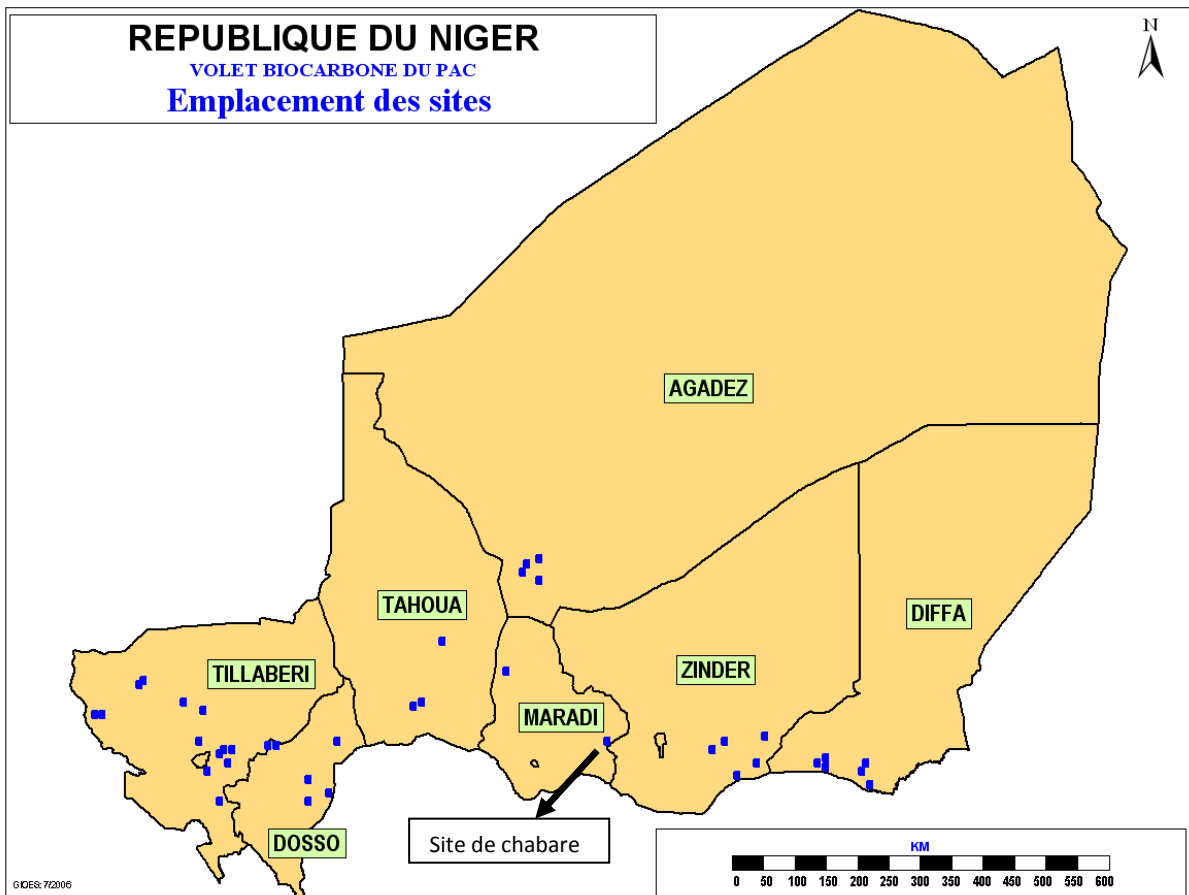 REPUBLIQUE DU NIGER
VOLET BIOCARBONE DU PAC
Emplacement des sites
N
AGADEZ
TAHOUA
DIFFA
TILLABERI
ZINDER
MARADI
DOSSO
Site de chabare
KM
0 50 100 150 200 250 300 350 400 450 500 550 600
GIDES: 7/2006